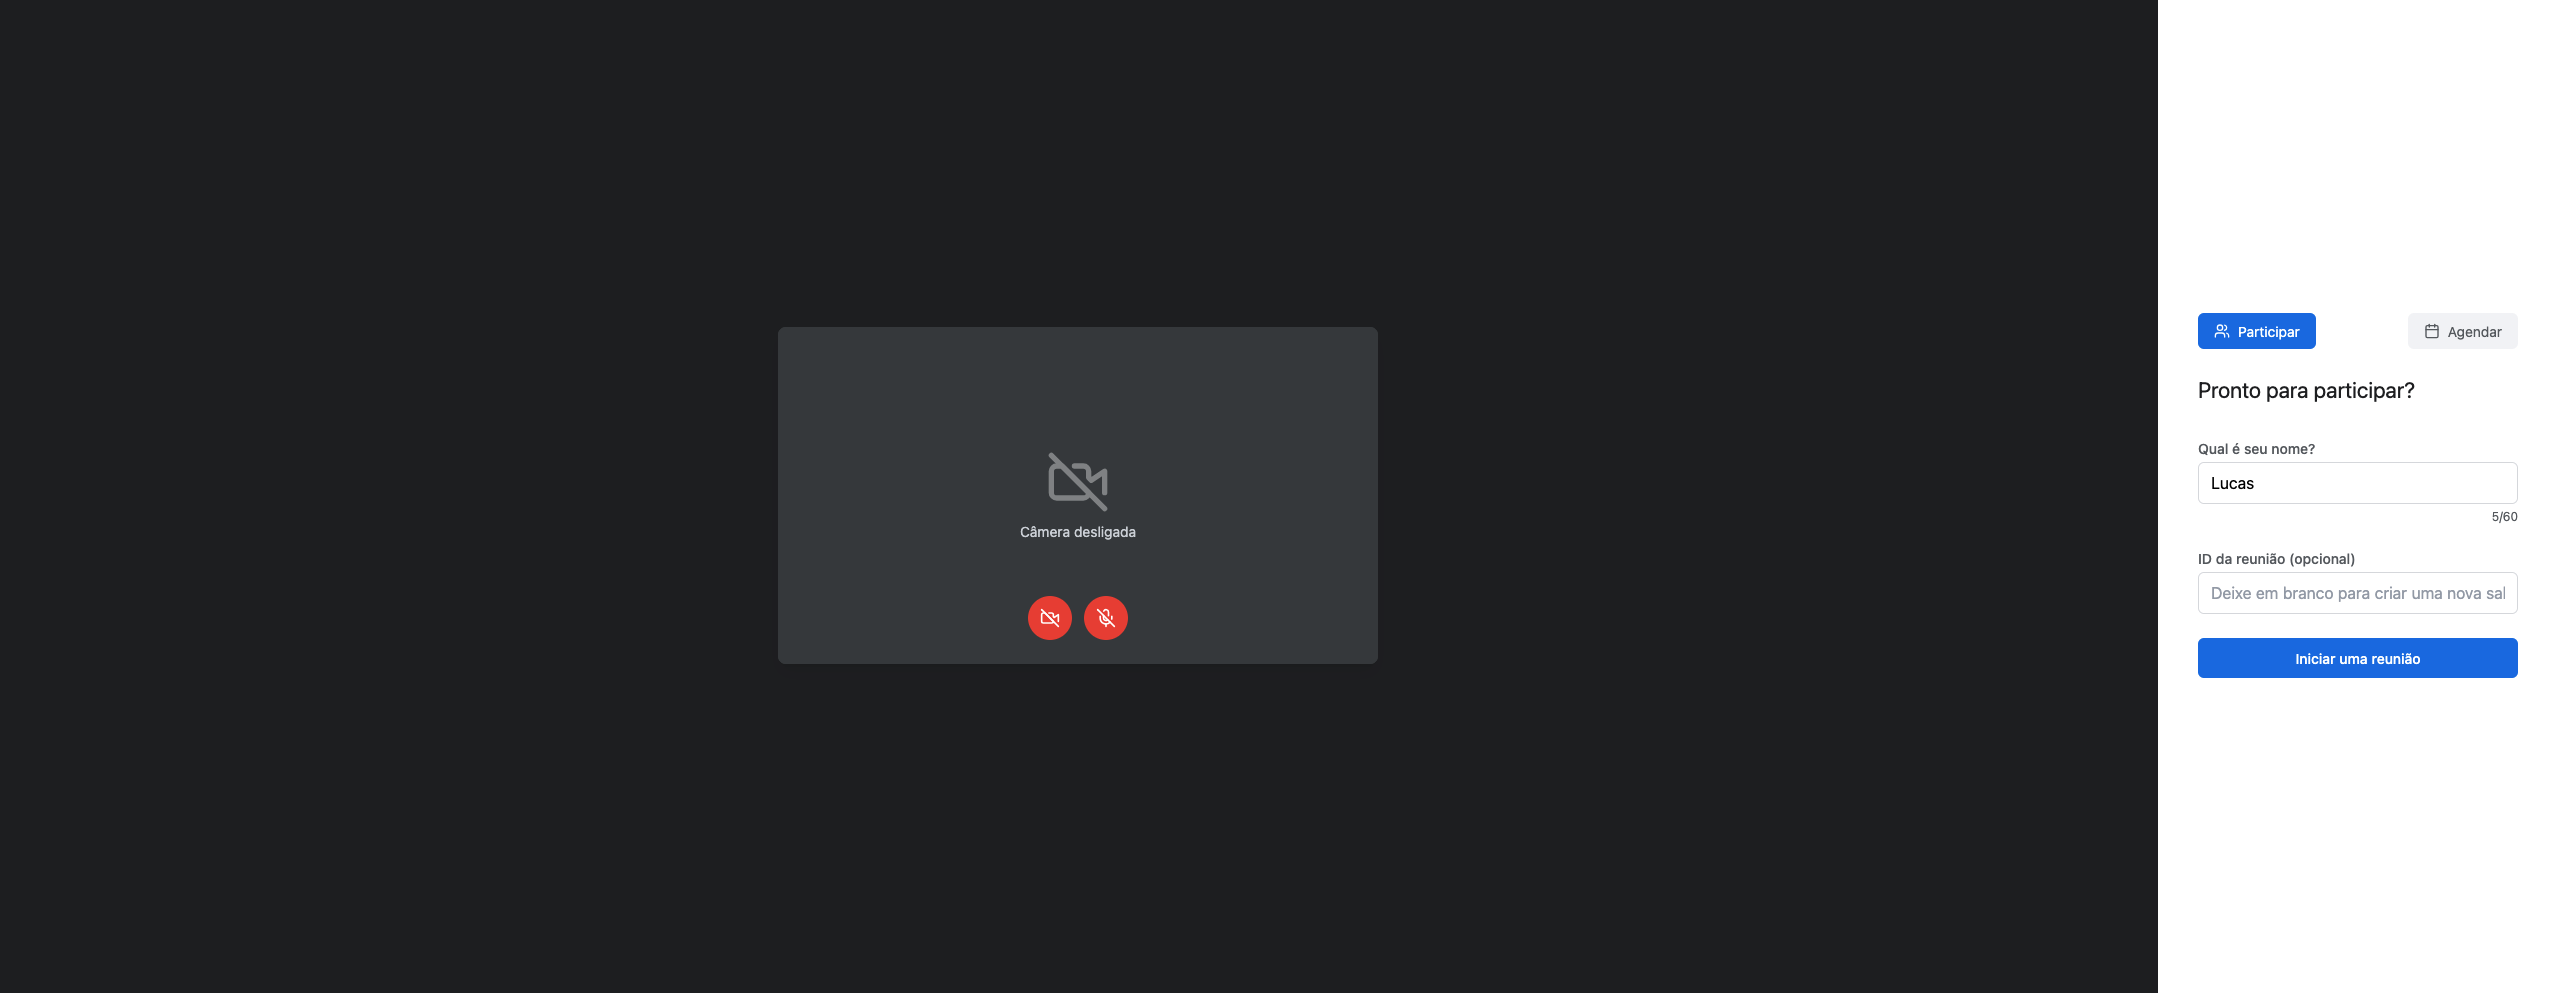 Câmera desligada
Participar
Agendar
Pronto para participar?
Qual é seu nome?
Lucas
5/60
ID da reunião (opcional)
Deixe em branco para criar uma nova sal
Iniciar uma reunião